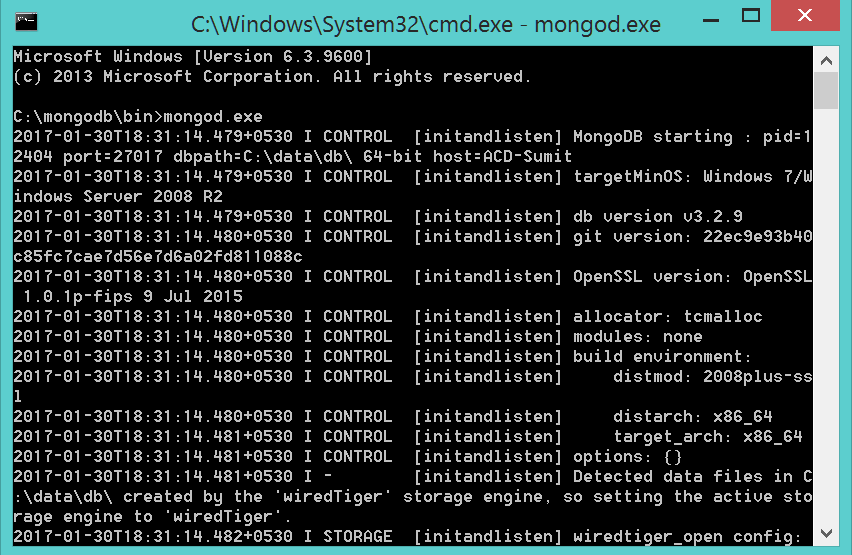 C:\Windows\System32\cmd.exe - mongod.exe
Microsoft Windows [Version 6.3.9600]
(c) 2013 Microsoft Corporation. All rights reserved.
C:\mongodb\bin>mongod.exe
2017-01-30T18:31:14.479+0530 I CONTROL  [initandlisten] MongoDB starting : pid=1
2404 port=27017 dbpath=C:\data\db\ 64-bit host=ACD-Sumit
2017-01-30T18:31:14.479+0530 I CONTROL  [initandlisten] targetMinOS: Windows 7/W
indows Server 2008 R2
2017-01-30T18:31:14.479+0530 I CONTROL  [initandlisten] db version v3.2.9
2017-01-30T18:31:14.480+0530 I CONTROL  [initandlisten] git version: 22ec9e93b40
c85fc7cae7d56e7d6a02fd811088c
2017-01-30T18:31:14.480+0530 I CONTROL  [initandlisten] OpenSSL version: OpenSSL
 1.0.1p-fips 9 Jul 2015
2017-01-30T18:31:14.480+0530 I CONTROL  [initandlisten] allocator: tcmalloc
2017-01-30T18:31:14.480+0530 I CONTROL  [initandlisten] modules: none
2017-01-30T18:31:14.480+0530 I CONTROL  [initandlisten] build environment:
2017-01-30T18:31:14.480+0530 I CONTROL  [initandlisten]     distmod: 2008plus-ss
l
2017-01-30T18:31:14.480+0530 I CONTROL  [initandlisten]     distarch: x86_64
2017-01-30T18:31:14.481+0530 I CONTROL  [initandlisten]     target_arch: x86_64
2017-01-30T18:31:14.481+0530 I CONTROL  [initandlisten] options: {}
2017-01-30T18:31:14.481+0530 I -        [initandlisten] Detected data files in C
:\data\db\ created by the 'wiredTiger' storage engine, so setting the active sto
rage engine to 'wiredTiger'.
2017-01-30T18:31:14.482+0530 I STORAGE  [initandlisten] wiredtiger_open config: